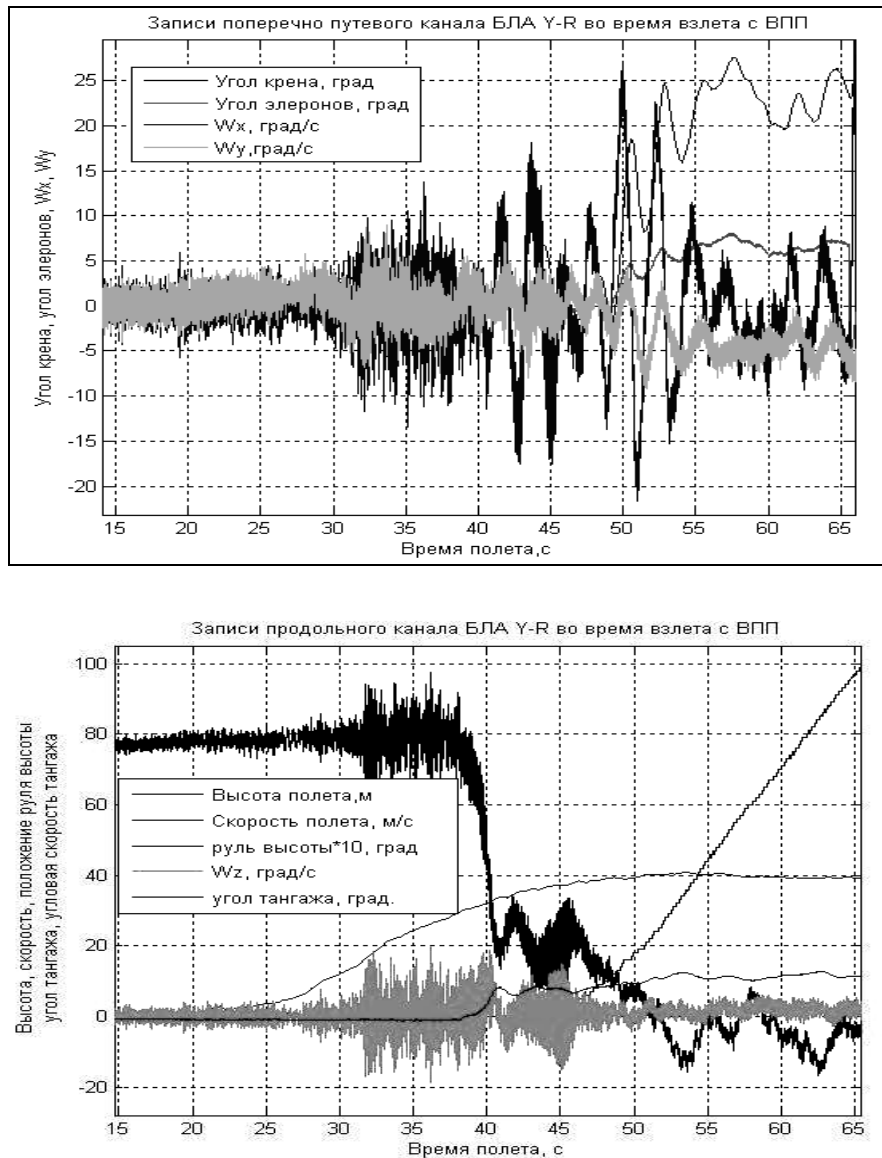 Записи поперечно путевого канала БЛА Y-R во время взлета с ВПП
Угол крена, угол элеронов, Wx, Wy
Угол крена, град
Угол элеронов, град
Wx, град/с
Wy,град/с
25
20
15
10
5
0
-5
-10
-15
-20
15 20 25 30 35 40 45 50 55 60 65
Время полета,с
Записи продольного канала БЛА Y-R во время взлета с ВПП
Высота, скорость, положение руля высоты
угол тангажа, угловая скорость тангажа
Высота полета,м
Скорость полета, м/с
руль высоты*10, град
Wz, град/с
угол тангажа, град.
100
80
60
40
20
0
-20
15 20 25 30 35 40 45 50 55 60 65
Время полета, с